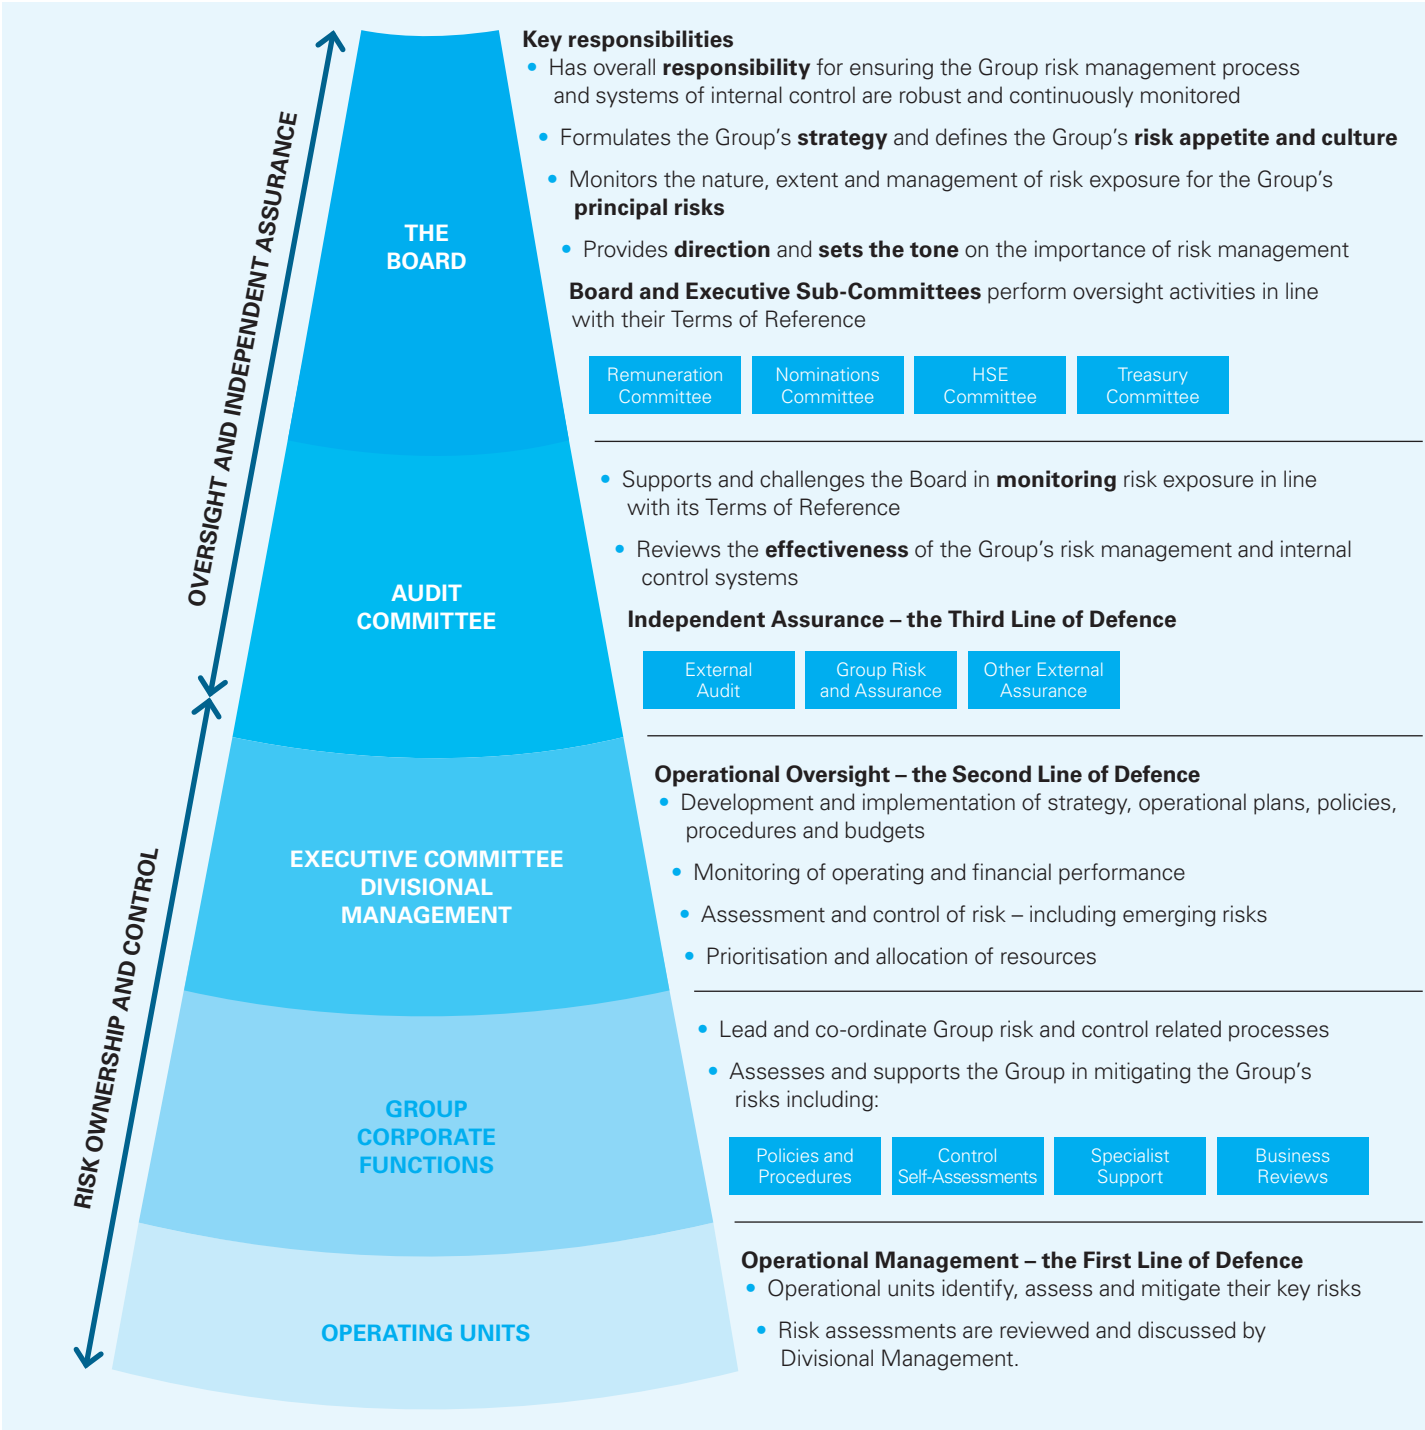 OVERSIGHT AND INDEPENDENT ASSURANCE
RISK OWNERSHIP AND CONTROL
THE
BOARD
Key responsibilities
• Has overall responsibility for ensuring the Group risk management process
and systems of internal control are robust and continuously monitored
• Formulates the Group’s strategy and defines the Group’s risk appetite and culture
• Monitors the nature, extent and management of risk exposure for the Group’s
principal risks
• Provides direction and sets the tone on the importance of risk management
Board and Executive Sub-Committees perform oversight activities in line
with their Terms of Reference
Remuneration
Committee
Nominations
Committee
HSE
Committee
Treasury
Committee
AUDIT
COMMITTEE
• Supports and challenges the Board in monitoring risk exposure in line
with its Terms of Reference
• Reviews the effectiveness of the Group’s risk management and internal
control systems
Independent Assurance – the Third Line of Defence
External
Audit
Group Risk
and Assurance
Other External
Assurance
EXECUTIVE COMMITTEE
DIVISIONAL
MANAGEMENT
Operational Oversight – the Second Line of Defence
• Development and implementation of strategy, operational plans, policies,
procedures and budgets
• Monitoring of operating and financial performance
• Assessment and control of risk – including emerging risks
• Prioritisation and allocation of resources
GROUP
CORPORATE
FUNCTIONS
• Lead and co-ordinate Group risk and control related processes
• Assesses and supports the Group in mitigating the Group’s
risks including:
Policies and
Procedures
Control
Self-Assessments
Specialist
Support
Business
Reviews
OPERATING UNITS
Operational Management – the First Line of Defence
• Operational units identify, assess and mitigate their key risks
• Risk assessments are reviewed and discussed by
Divisional Management.